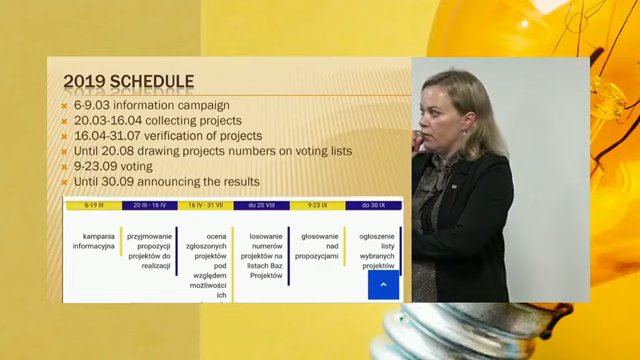 2019 SCHEDULE
6-9.03 information campaign
20.03-16.04 collecting projects
16.04-31.07 verification of projects
Until 20.08 drawing projects numbers on voting lists
9-23.09 voting
Until 30.09 announcing the results
6-19 III
20 III - 16 IV
16 IV - 31 VII
do 20 VIII
9-23 IX
do 30 IX
kampania
informacyjna
przyjmowanie
propozycji
projektów do
realizacji
ocena
zgłoszonych
projektów
pod
względem
możliwości
ich
losowanie
numerów
projektów na
listach Baz
Projektów
głosowanie
nad
propozycjami
ogłoszenie
listy
wybranych
projektów